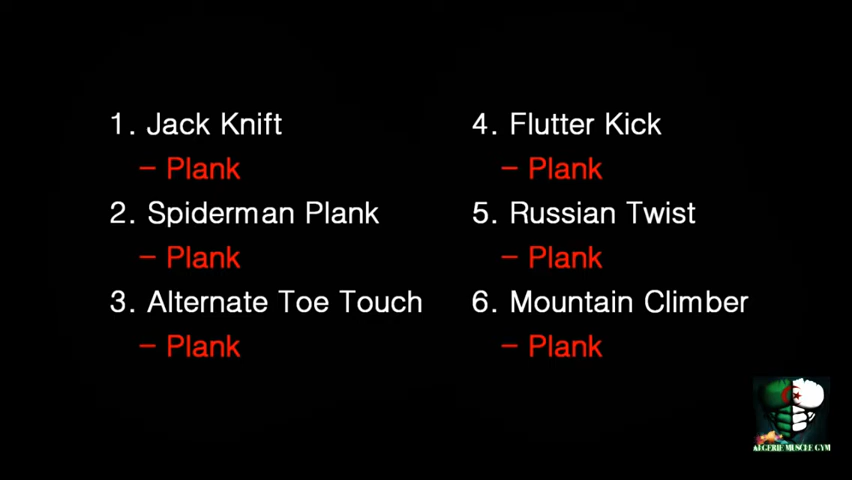 1. Jack Knift
– Plank
2. Spiderman Plank
– Plank
3. Alternate Toe Touch
– Plank
4. Flutter Kick
– Plank
5. Russian Twist
– Plank
6. Mountain Climber
– Plank
ALGERIE MUSCLE GYM